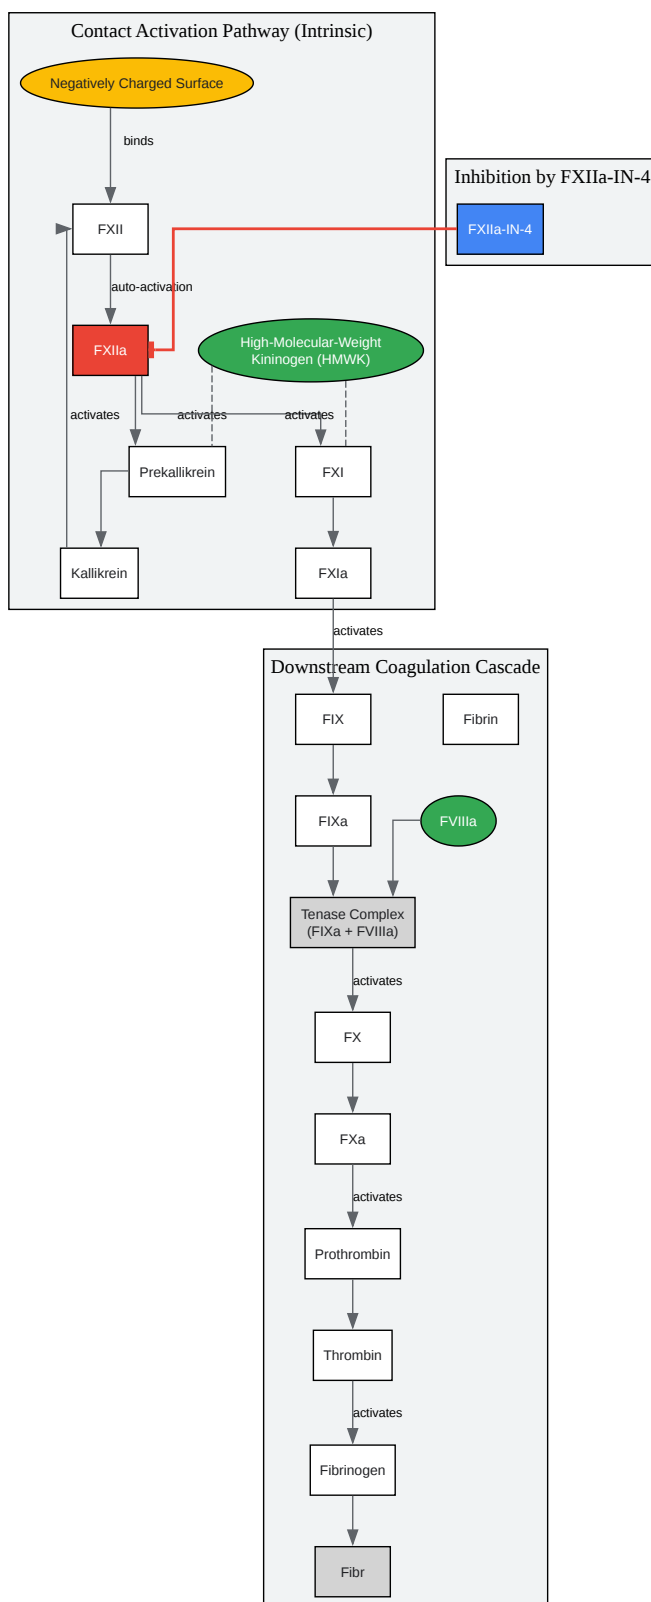 Contact Activation Pathway (Intrinsic)
Negatively Charged Surface
binds
Inhibition by FXIIa-IN-4
FXII
FXIIa-IN-4
auto-activation
High-Molecular-Weight
Kininogen (HMWK)
FXIIa
activates
activates
activates
Prekallikrein
FXI
Kallikrein
FXIa
activates
Downstream Coagulation Cascade
FIX
Fibrin
FIXa
FVIIIa
Tenase Complex
(FIXa + FVIIIa)
activates
FX
FXa
activates
Prothrombin
Thrombin
activates
Fibrinogen
Fibr